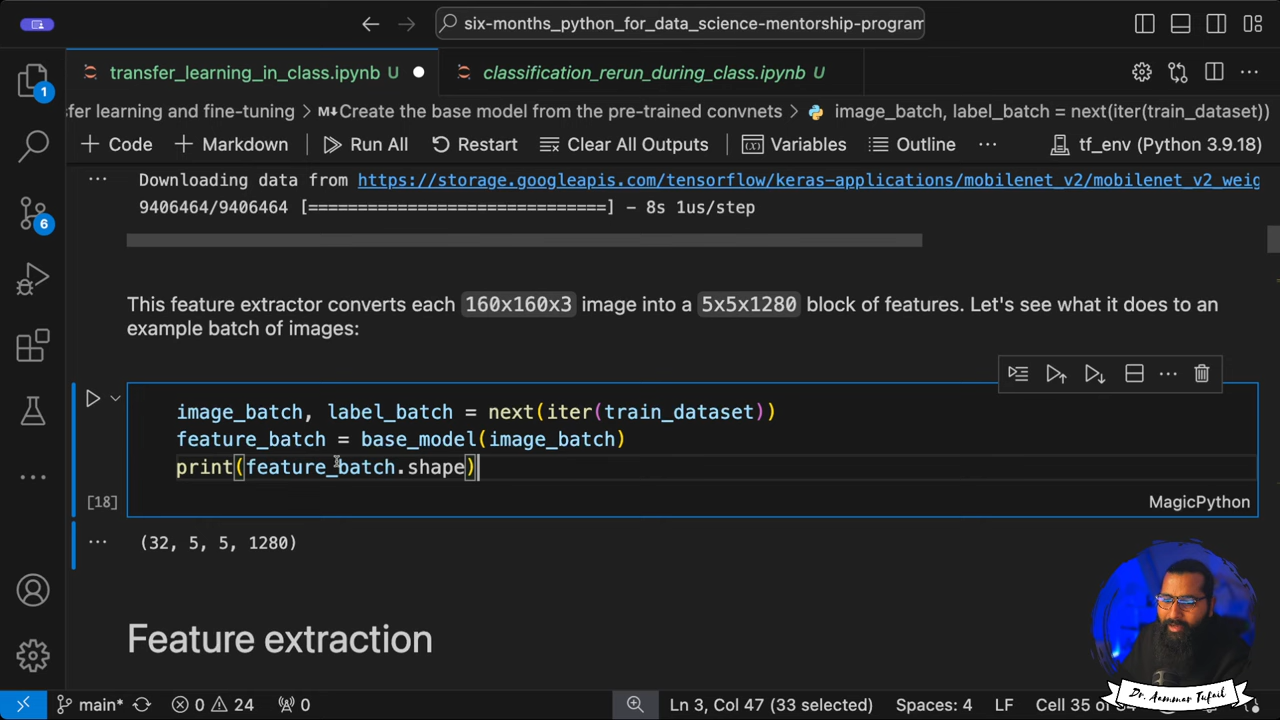 six-months_python_for_data_science-mentorship-program
transfer_learning_in_class.ipynb U
classification_rerun_during_class.ipynb U
sfer learning and fine-tuning > Create the base model from the pre-trained convnets > image_batch, label_batch = next(iter(train_dataset))
+ Code + Markdown Run All Restart Clear All Outputs Variables Outline ... tf_env (Python 3.9.18)
1
6
... Downloading data from https://storage.googleapis.com/tensorflow/keras-applications/mobilenet_v2/mobilenet_v2_weig
9406464/9406464 [==============================] - 8s 1us/step
This feature extractor converts each 160x160x3 image into a 5x5x1280 block of features. Let's see what it does to an
example batch of images:
image_batch, label_batch = next(iter(train_dataset))
feature_batch = base_model(image_batch)
print(feature_batch.shape)
[18]
MagicPython
... (32, 5, 5, 1280)
Feature extraction
Dr. Aammar Tufail
main* 0 24 0 Ln 3, Col 47 (33 selected) Spaces: 4 LF Cell 35 of